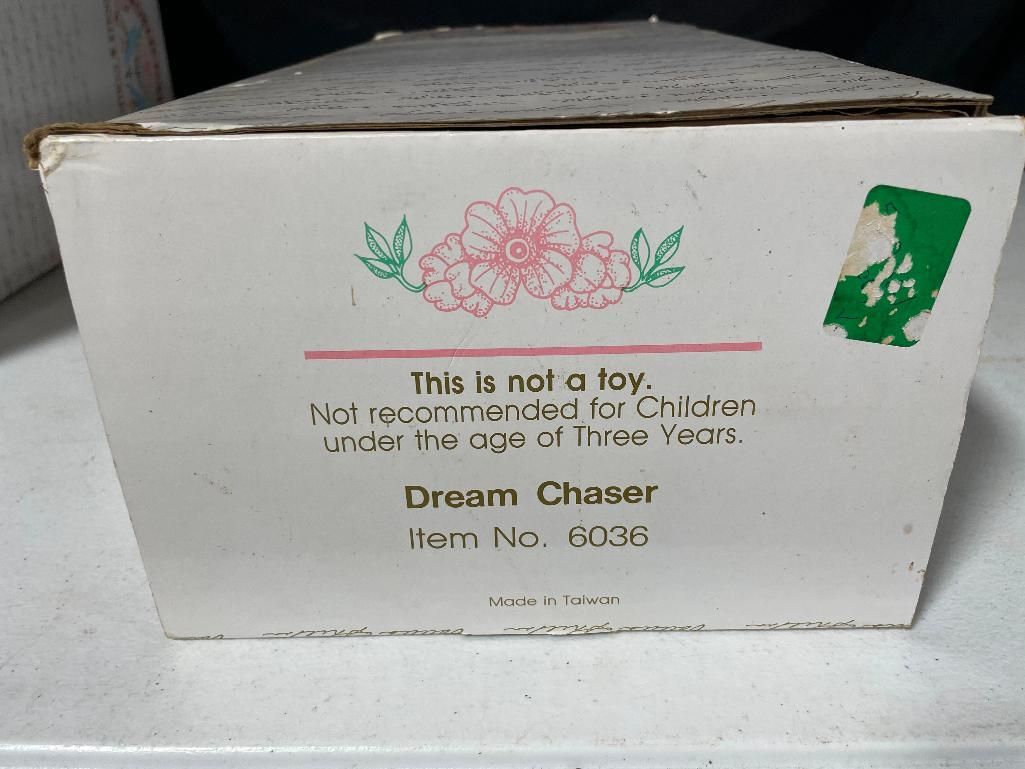 This is not a toy.
Not recommended for Children
under the age of Three Years.
Dream Chaser
Item No. 6036
Made in Taiwan